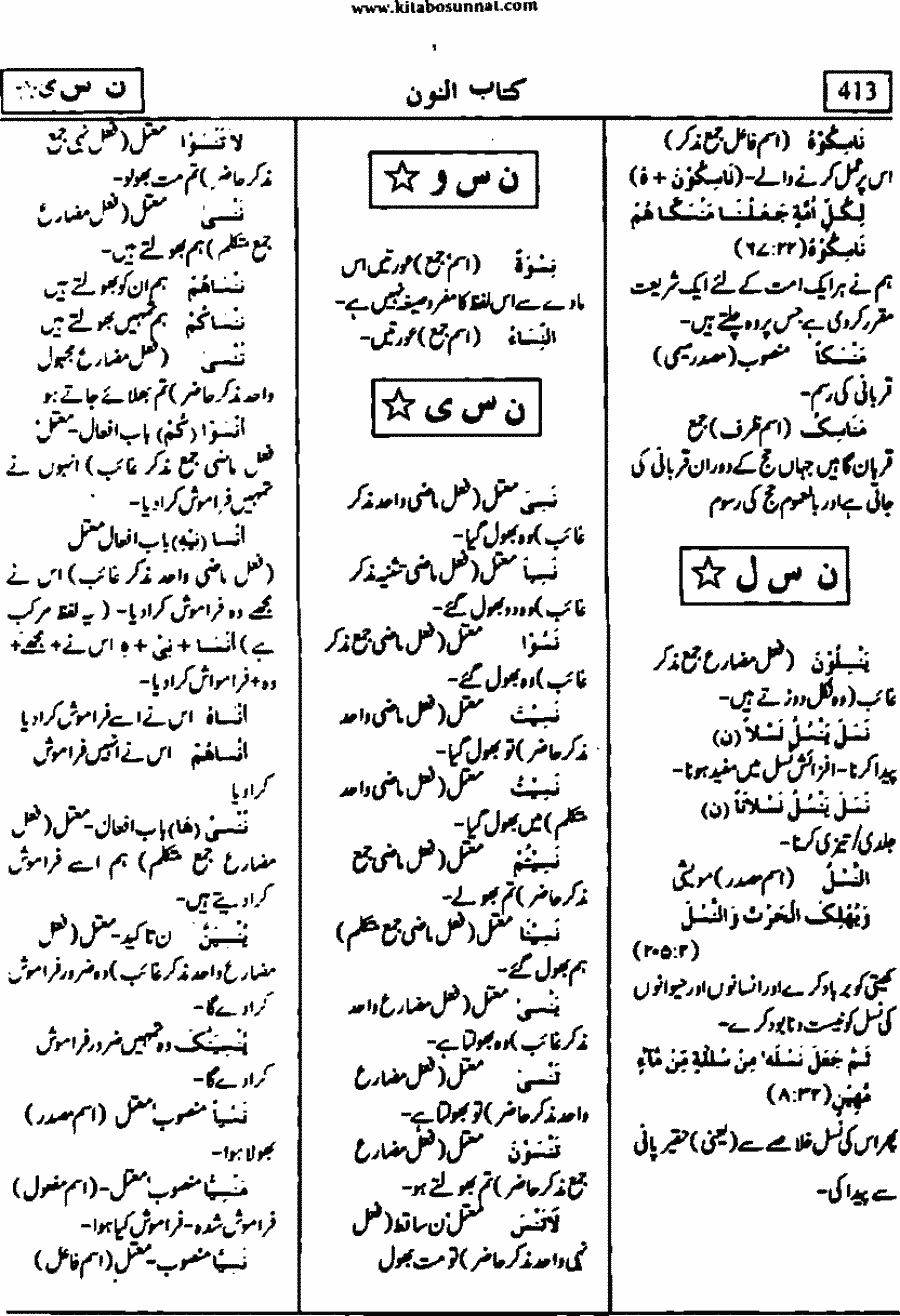 www.kitabosunnat.com
413
کتاب النون
ن س ی☆
نَاسِكُوْهُ (اسم فاعل جمع مذکر)
اس پر عمل کرنے والے-(نَاسِكُوْنَ + هُ)
لِكُلِّ اُمَّةٍ جَعَلْنَا مَنْسَكًا هُمْ
نَاسِكُوْهُ(۲۲:۶۷)
ہم نے ہر ایک امت کے لئے ایک شریعت
مقرر کر دی ہے جس پر وہ چلتے ہیں-
مَنْسَكاً منصوب(مصدر میمی)
قربانی کی رسم-
مَنَاسِكَ (اسم ظرف) جمع
قربان گاہیں جہاں حج کے دوران قربانی کی
جاتی ہے اور بالعموم حج کی رسوم
ن س ل ☆
يَنْسِلُوْنَ (فعل مضارع جمع مذکر
غائب) وہ نکل دوڑتے ہیں-
نَسَلَ يَنْسُلُ نَسْلاً (ن)
پیدا کرنا-افزائش نسل میں مفید ہونا-
نَسَلَ يَنْسُلُ نَسْلَاناً (ن)
جلدی/تیزی کرنا-
النَّسْلُ (اسم مصدر) مویشی
وَيُهْلِكَ الْحَرْثَ وَالنَّسْلَ
(۲:۲۰۵)
کھیتی کو برباد کرے اور انسانوں اور حیوانوں
کی نسل کو نیست و نابود کر دے-
ثُمَّ جَعَلَ نَسْلَهٗ مِنْ سُلٰلَةٍ مِّنْ مَّآءٍ
مَّهِيْنٍ(۳۲:۸)
پھر اس کی نسل خلاصے سے (یعنی) حقیر پانی
سے پیدا کی-
ن س و ☆
نِسْوَةٌ (اسم جمع) عورتیں اس
مادے سے اس لفظ کا مفرد صیغہ نہیں ہے-
النِّسَاءُ (اسم جمع) عورتیں-
ن س ی ☆
نَسِيَ معتل (فعل ماضی واحد مذکر
غائب) وہ بھول گیا-
نَسِيَا معتل (فعل ماضی تثنیہ مذکر
غائب) وہ دو بھول گئے-
نَسُوْا معتل (فعل ماضی جمع مذکر
غائب) وہ بھول گئے-
نَسِيْتَ معتل (فعل ماضی واحد
مذکر حاضر) تو بھول گیا-
نَسِيْتُ معتل (فعل ماضی واحد
متکلم) میں بھول گیا-
نَسِيْتُمْ معتل (فعل ماضی جمع
مذکر حاضر) تم بھولے-
نَسِيْنَا معتل (فعل ماضی جمع متکلم)
ہم بھول گئے-
يَنْسىٰ معتل (فعل مضارع واحد
مذکر غائب) وہ بھولتا ہے-
تَنْسىٰ معتل (فعل مضارع
واحد مذکر حاضر) تو بھولتا ہے-
تَنْسَوْنَ معتل (فعل مضارع
جمع مذکر حاضر) تم بھولتے ہو-
لَاتَنْسَ معتل ن ساقط (فعل
نہی واحد مذکر حاضر) تو مت بھول
لَاتَنْسَوْا معتل (فعل نہی جمع
مذکر حاضر) تم مت بھولو-
نَنْسىٰ معتل (فعل مضارع
جمع متکلم) ہم بھولتے ہیں-
نَنْسَاهُمْ ہم ان کو بھولتے ہیں
نَنْسَاكُمْ ہم تمہیں بھولتے ہیں
تُنْسىٰ (فعل مضارع مجہول
واحد مذکر حاضر) تم بھلائے جاتے ہو
اَنْسَوْا (كُمْ) باب افعال-معتل
فعل ماضی جمع مذکر غائب) انہوں نے
تمہیں فراموش کرا دیا-
اَنْسا (نِيْهِ) باب افعال معتل
(فعل ماضی واحد مذکر غائب) اس نے
مجھے وہ فراموش کرا دیا- (یہ لفظ مرکب
ہے) اَنْسَا + نِيْ + هِ اس نے + مجھے+
وہ+فراموش کرا دیا-
اَنْسَاهُ اس نے اسے فراموش کرا دیا
اَنْسَاهُمْ اس نے انہیں فراموش
کرا دیا
نُنْسِ (هَا) باب افعال-معتل (فعل
مضارع جمع متکلم) ہم اسے فراموش
کرا دیتے ہیں-
يُنْسِيَنَّ ن تاکید-معتل (فعل
مضارع واحد مذکر غائب) وہ ضرور فراموش
کرا دے گا-
يُنْسِيَنَّكَ وہ تمہیں ضرور فراموش
کرا دے گا-
نَسْياً منصوب معتل (اسم مصدر)
بھولا ہوا-
مَنْسِيًّا منصوب معتل-(اسم مفعول)
فراموش شدہ-فراموش کیا ہوا-
نَسِيًّا منصوب-معتل (اسم فاعل)